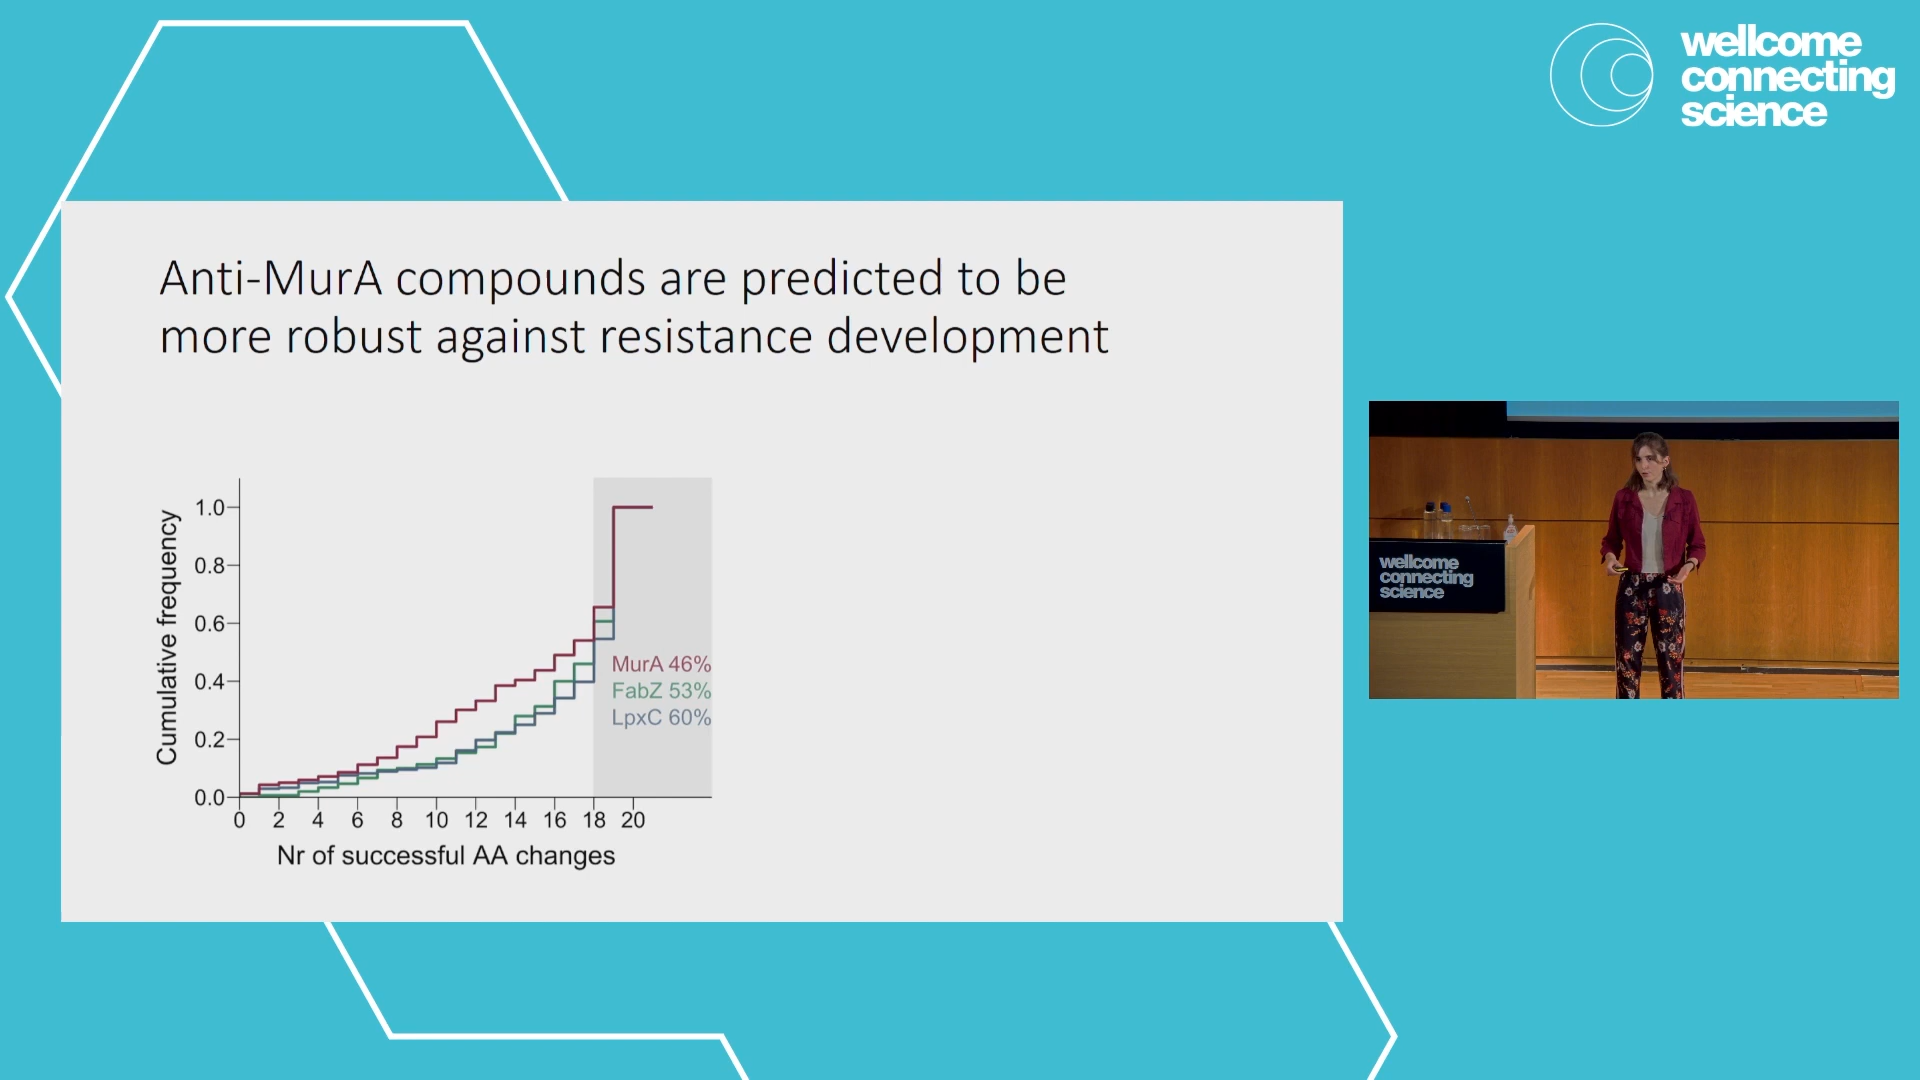 wellcome
connecting
science
Anti-MurA compounds are predicted to be
more robust against resistance development
Cumulative frequency
1.0
0.8
0.6
0.4
0.2
0.0
MurA 46%
FabZ 53%
LpxC 60%
0 2 4 6 8 10 12 14 16 18 20
Nr of successful AA changes
wellcome
connecting
science